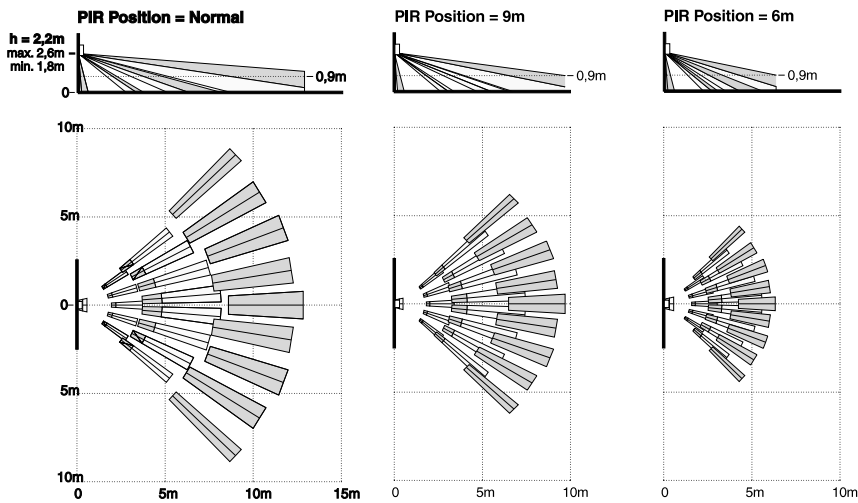 PIR Position = Normal
h = 2,2m
max. 2,6m
min. 1,8m
0
0,9m
10m
5m
0
5m
10m
0
5m
10m
15m
PIR Position = 9m
0,9m
0
5m
10m
PIR Position = 6m
0,9m
0
5m
10m